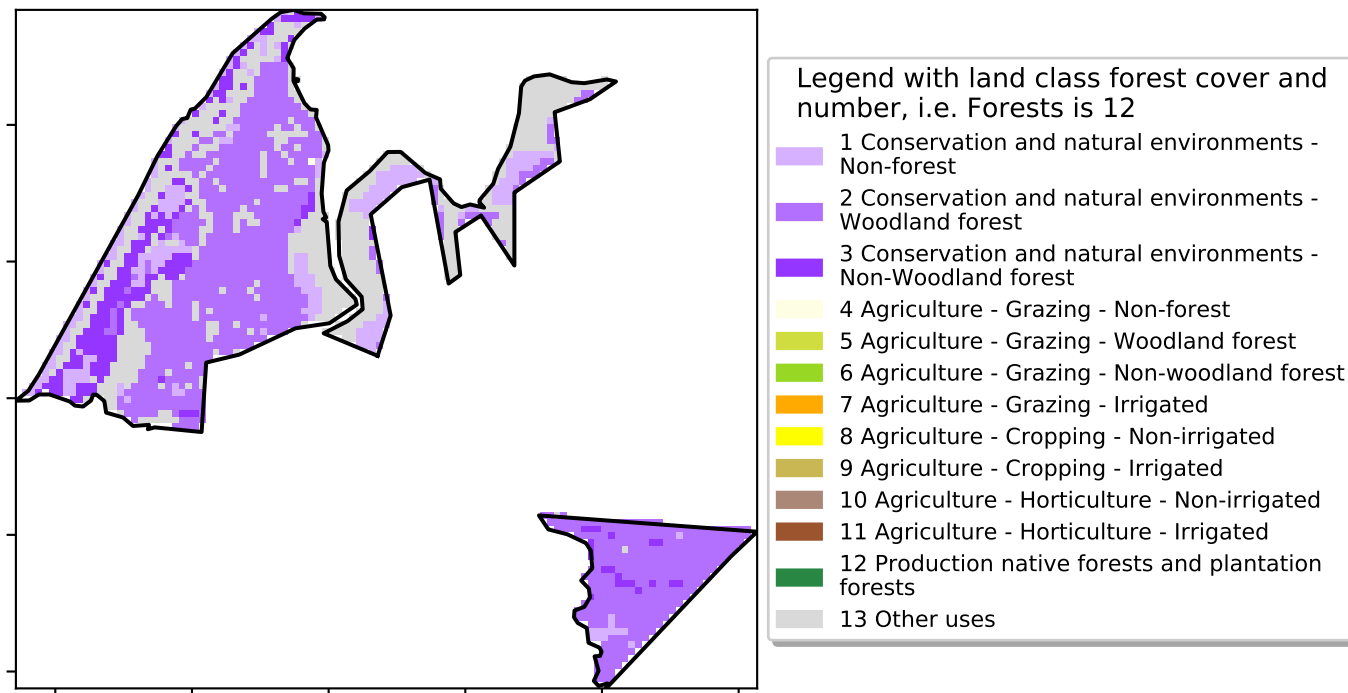 Legend with land class forest cover and
number, i.e. Forests is 12
1 Conservation and natural environments -
Non-forest
2 Conservation and natural environments -
Woodland forest
3 Conservation and natural environments -
Non-Woodland forest
4 Agriculture - Grazing - Non-forest
5 Agriculture - Grazing - Woodland forest
6 Agriculture - Grazing - Non-woodland forest
7 Agriculture - Grazing - Irrigated
8 Agriculture - Cropping - Non-irrigated
9 Agriculture - Cropping - Irrigated
10 Agriculture - Horticulture - Non-irrigated
11 Agriculture - Horticulture - Irrigated
12 Production native forests and plantation
forests
13 Other uses